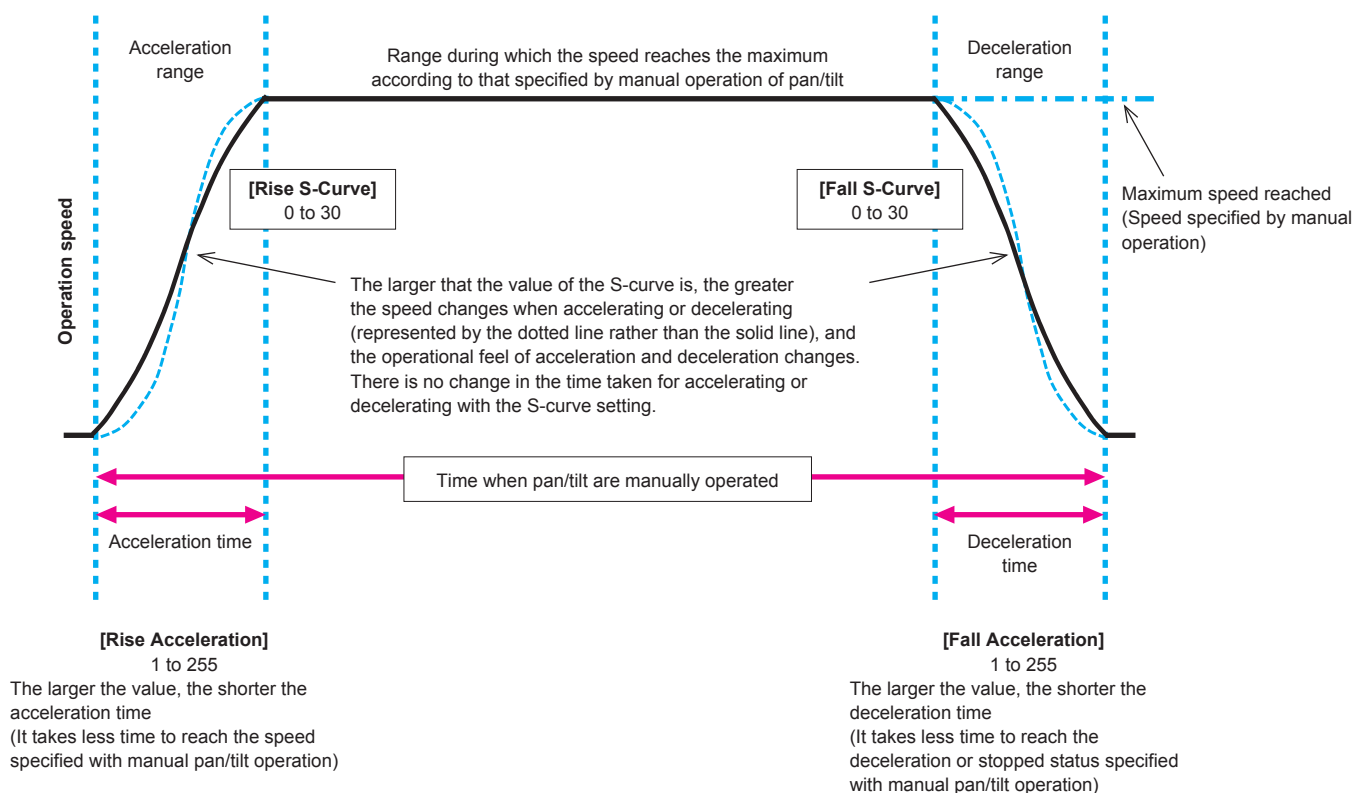 Acceleration
range
Range during which the speed reaches the maximum
according to that specified by manual operation of pan/tilt
Deceleration
range
Operation speed
[Rise S-Curve]
0 to 30
[Fall S-Curve]
0 to 30
Maximum speed reached
(Speed specified by manual
operation)
The larger that the value of the S-curve is, the greater
the speed changes when accelerating or decelerating
(represented by the dotted line rather than the solid line), and
the operational feel of acceleration and deceleration changes.
There is no change in the time taken for accelerating or
decelerating with the S-curve setting.
Time when pan/tilt are manually operated
Acceleration time
Deceleration
time
[Rise Acceleration]
1 to 255
The larger the value, the shorter the
acceleration time
(It takes less time to reach the speed
specified with manual pan/tilt operation)
[Fall Acceleration]
1 to 255
The larger the value, the shorter the
deceleration time
(It takes less time to reach the
deceleration or stopped status specified
with manual pan/tilt operation)